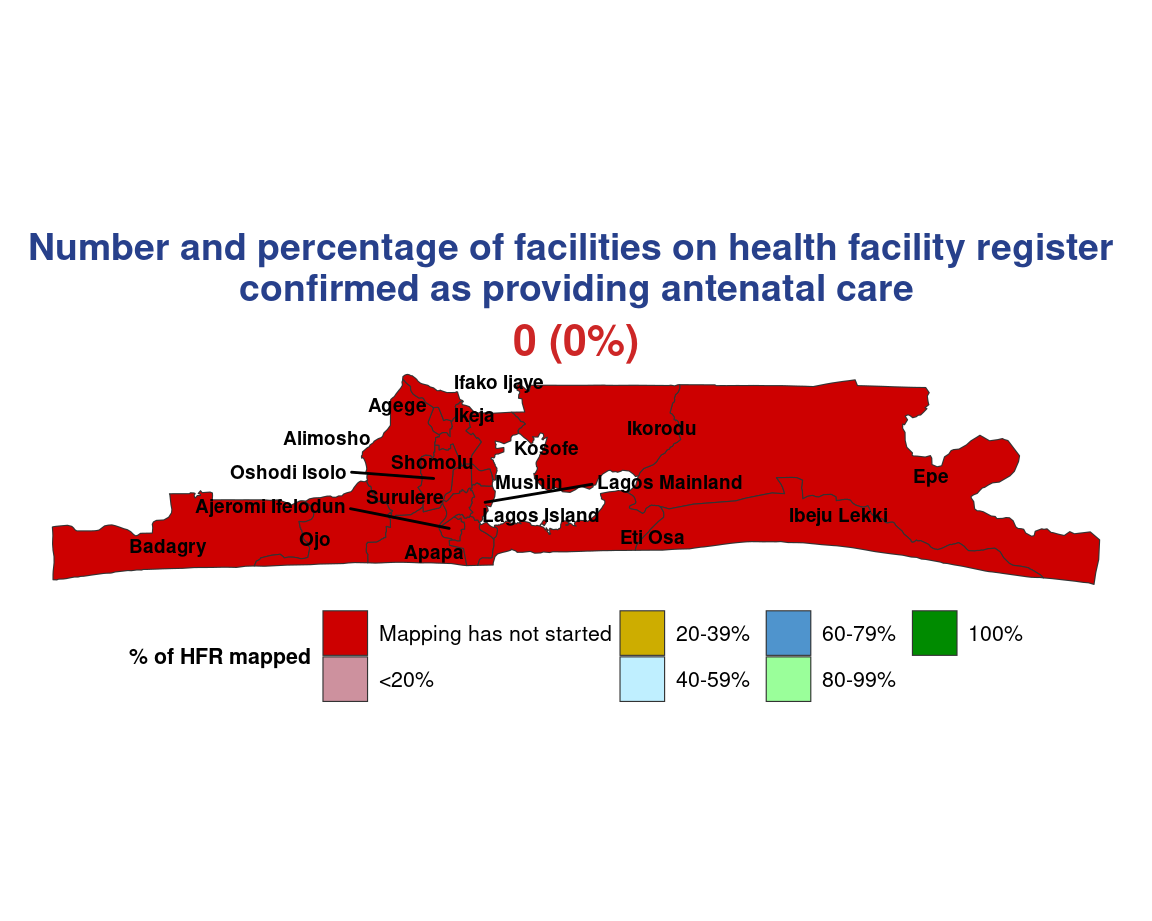 Number and percentage of facilities on health facility register
confirmed as providing antenatal care
0 (0%)
Ifako Ijaye
Agege
Ikeja
Ikorodu
Alimosho
Kosofe
Shomolu
Oshodi Isolo
Epe
Mushin
Lagos Mainland
Surulere
Ajeromi Ifelodun
Lagos Island
Ibeju Lekki
Eti Osa
Ojo
Badagry
Apapa
% of HFR mapped
Mapping has not started
<20%
20-39%
40-59%
60-79%
80-99%
100%